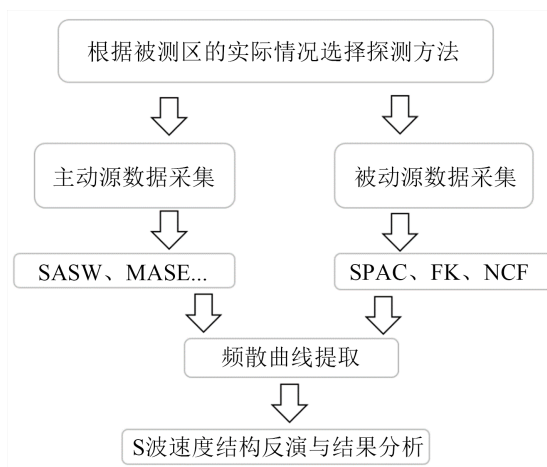 根据被测区的实际情况选择探测方法
主动源数据采集
被动源数据采集
SASW、MASE...
SPAC、FK、NCF
频散曲线提取
S波速度结构反演与结果分析